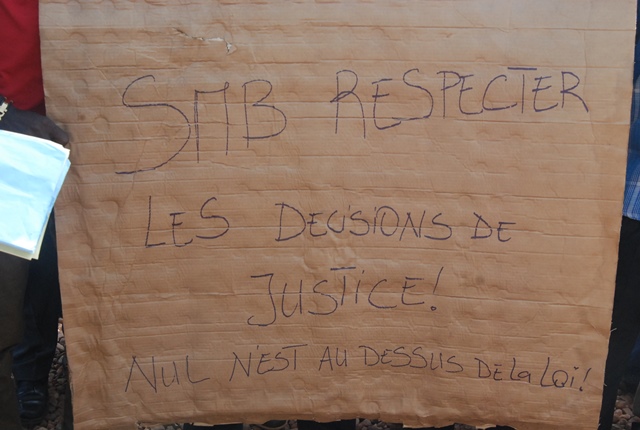 SMB RESPECTER
LES DECISIONS DE
JUSTICE!
NUL N'EST AU DESSUS DE La Loi!